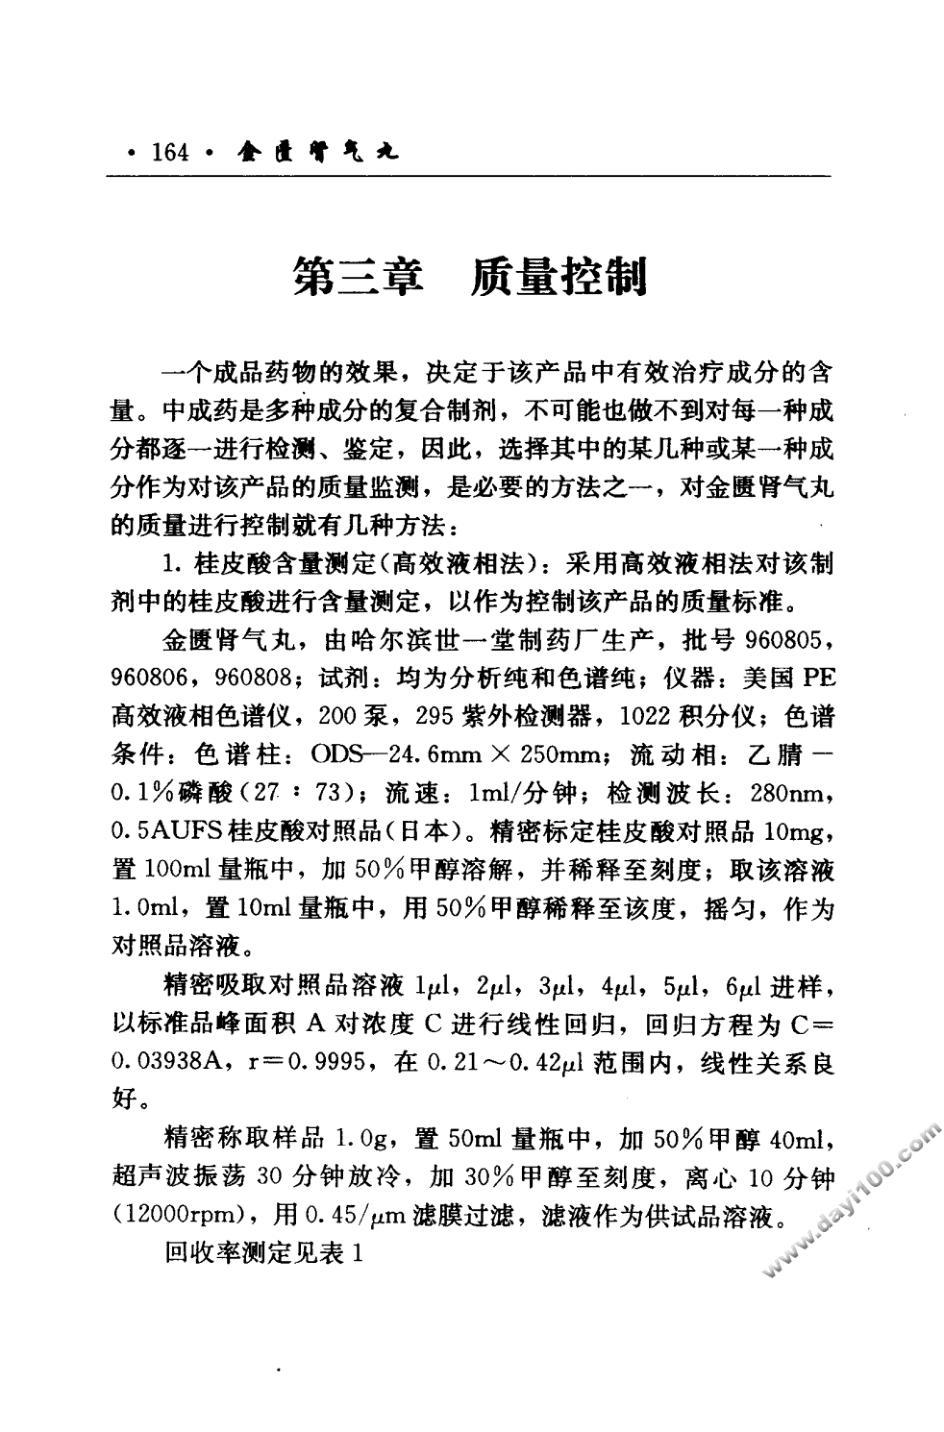 · 164 · 金匮肾气丸
第三章　质量控制
一个成品药物的效果，决定于该产品中有效治疗成分的含
量。中成药是多种成分的复合制剂，不可能也做不到对每一种成
分都逐一进行检测、鉴定，因此，选择其中的某几种或某一种成
分作为对该产品的质量监测，是必要的方法之一，对金匮肾气丸
的质量进行控制就有几种方法：
1. 桂皮酸含量测定(高效液相法)：采用高效液相法对该制
剂中的桂皮酸进行含量测定，以作为控制该产品的质量标准。
金匮肾气丸，由哈尔滨世一堂制药厂生产，批号 960805，
960806，960808；试剂：均为分析纯和色谱纯；仪器：美国 PE
高效液相色谱仪，200 泵，295 紫外检测器，1022 积分仪；色谱
条件：色谱柱：ODS—24.6mm×250mm；流动相：乙腈－
0.1%磷酸(27：73)；流速：1ml/分钟；检测波长：280nm，
0.5AUFS桂皮酸对照品(日本)。精密标定桂皮酸对照品 10mg，
置 100ml 量瓶中，加 50%甲醇溶解，并稀释至刻度；取该溶液
1.0ml，置 10ml 量瓶中，用 50%甲醇稀释至该度，摇匀，作为
对照品溶液。
精密吸取对照品溶液 1μl，2μl，3μl，4μl，5μl，6μl 进样，
以标准品峰面积 A 对浓度 C 进行线性回归，回归方程为 C＝
0.03938A，r＝0.9995，在 0.21～0.42μl 范围内，线性关系良
好。
精密称取样品 1.0g，置 50ml 量瓶中，加 50%甲醇 40ml，
超声波振荡 30 分钟放冷，加 30%甲醇至刻度，离心 10 分钟
(12000rpm)，用 0.45/μm 滤膜过滤，滤液作为供试品溶液。
回收率测定见表 1
www.dayi100.com